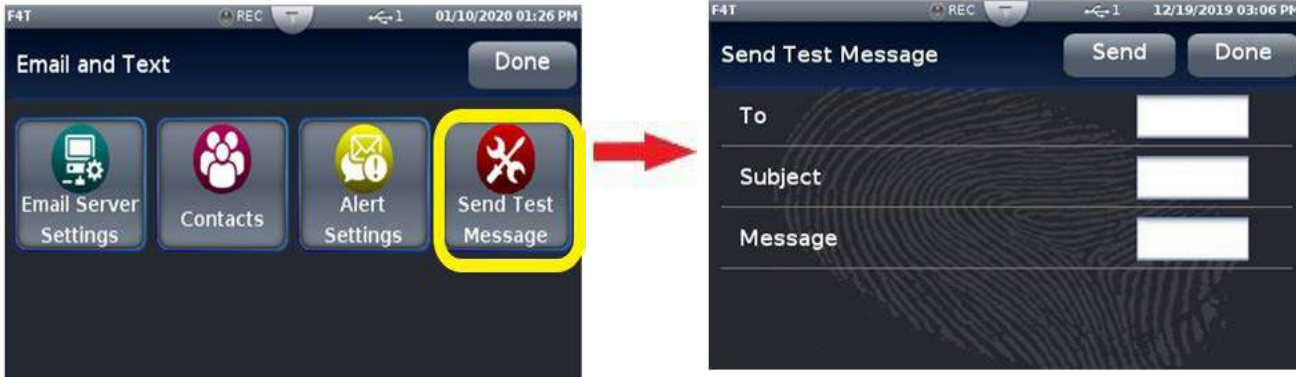 F4T REC 1 01/10/2020 01:26 PM
Email and Text Done
Email Server
Settings
Contacts
Alert
Settings
Send Test
Message
F4T REC 1 12/19/2019 03:06 PM
Send Test Message Send Done
To
Subject
Message